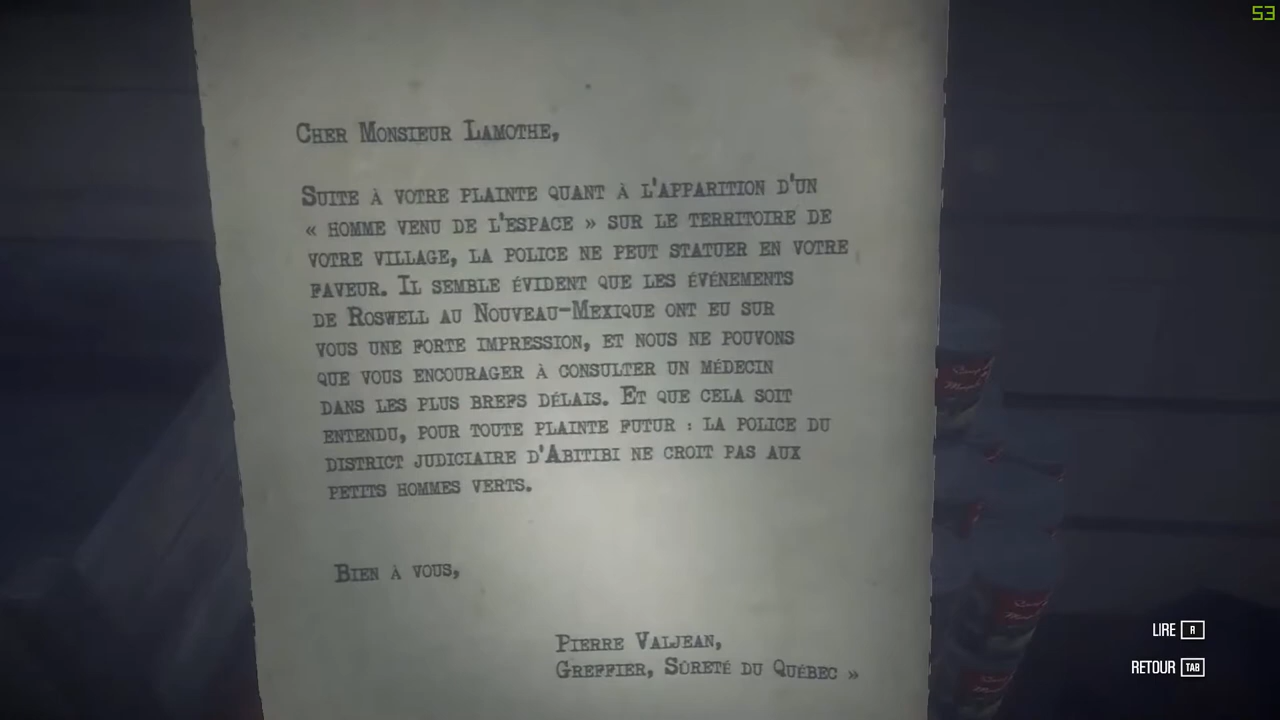 53
Cher Monsieur Lamothe,
Suite à votre plainte quant à l'apparition d'un
« homme venu de l'espace » sur le territoire de
votre village, la police ne peut statuer en votre
faveur. Il semble évident que les événements
de Roswell au Nouveau-Mexique ont eu sur
vous une forte impression, et nous ne pouvons
que vous encourager à consulter un médecin
dans les plus brefs délais. Et que cela soit
entendu, pour toute plainte futur : la police du
district judiciaire d'Abitibi ne croit pas aux
petits hommes verts.
Bien à vous,
Pierre Valjean,
Greffier, Sûreté du Québec »
LIRE R
RETOUR TAB